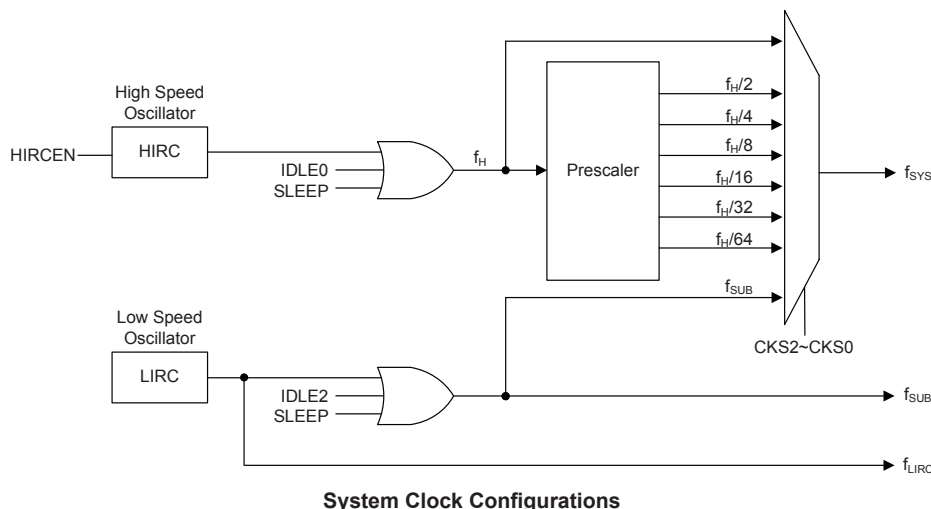 High Speed
Oscillator
HIRCEN
HIRC
IDLE0
SLEEP
fH
Prescaler
fH/2
fH/4
fH/8
fH/16
fH/32
fH/64
fSUB
fSYS
CKS2~CKS0
Low Speed
Oscillator
LIRC
IDLE2
SLEEP
fSUB
fLIRC
System Clock Configurations